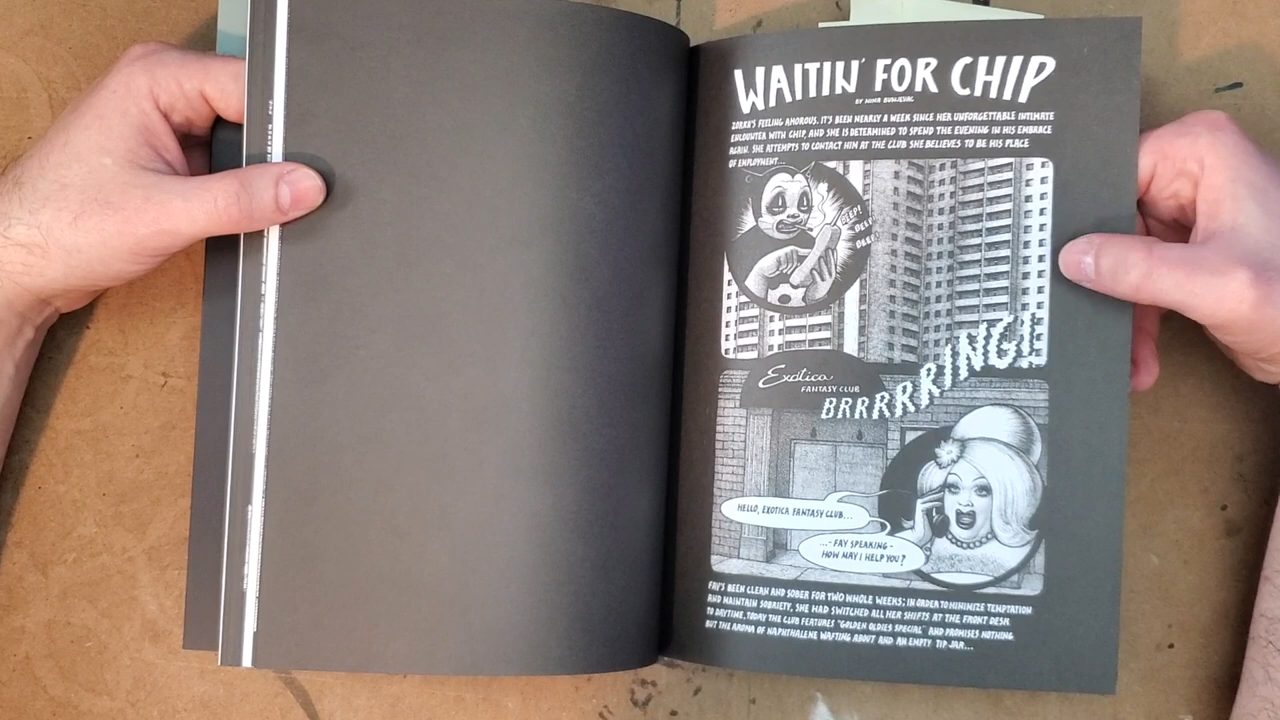 WAITIN' FOR CHIP
BY NINA BUNJEVAC
ZORKA'S FEELING AMOROUS. IT'S BEEN NEARLY A WEEK SINCE HER UNFORGETTABLE INTIMATE
ENCOUNTER WITH CHIP, AND SHE IS DETERMINED TO SPEND THE EVENING IN HIS EMBRACE
AGAIN. SHE ATTEMPTS TO CONTACT HIM AT THE CLUB SHE BELIEVES TO BE HIS PLACE
OF EMPLOYMENT...
BEEP!
BEEP!
BEEP!
Exotica
FANTASY CLUB
BRRRRRING!
HELLO, EXOTICA FANTASY CLUB...
...-FAY SPEAKING-
HOW MAY I HELP YOU?
FAY'S BEEN CLEAN AND SOBER FOR TWO WHOLE WEEKS; IN ORDER TO MINIMIZE TEMPTATION
AND MAINTAIN SOBRIETY, SHE HAD SWITCHED ALL HER SHIFTS AT THE FRONT DESK
TO DAYTIME. TODAY THE CLUB FEATURES "GOLDEN OLDIES SPECIAL" AND PROMISES NOTHING
BUT THE AROMA OF NAPHTHALENE WAFTING ABOUT AND AN EMPTY TIP JAR...